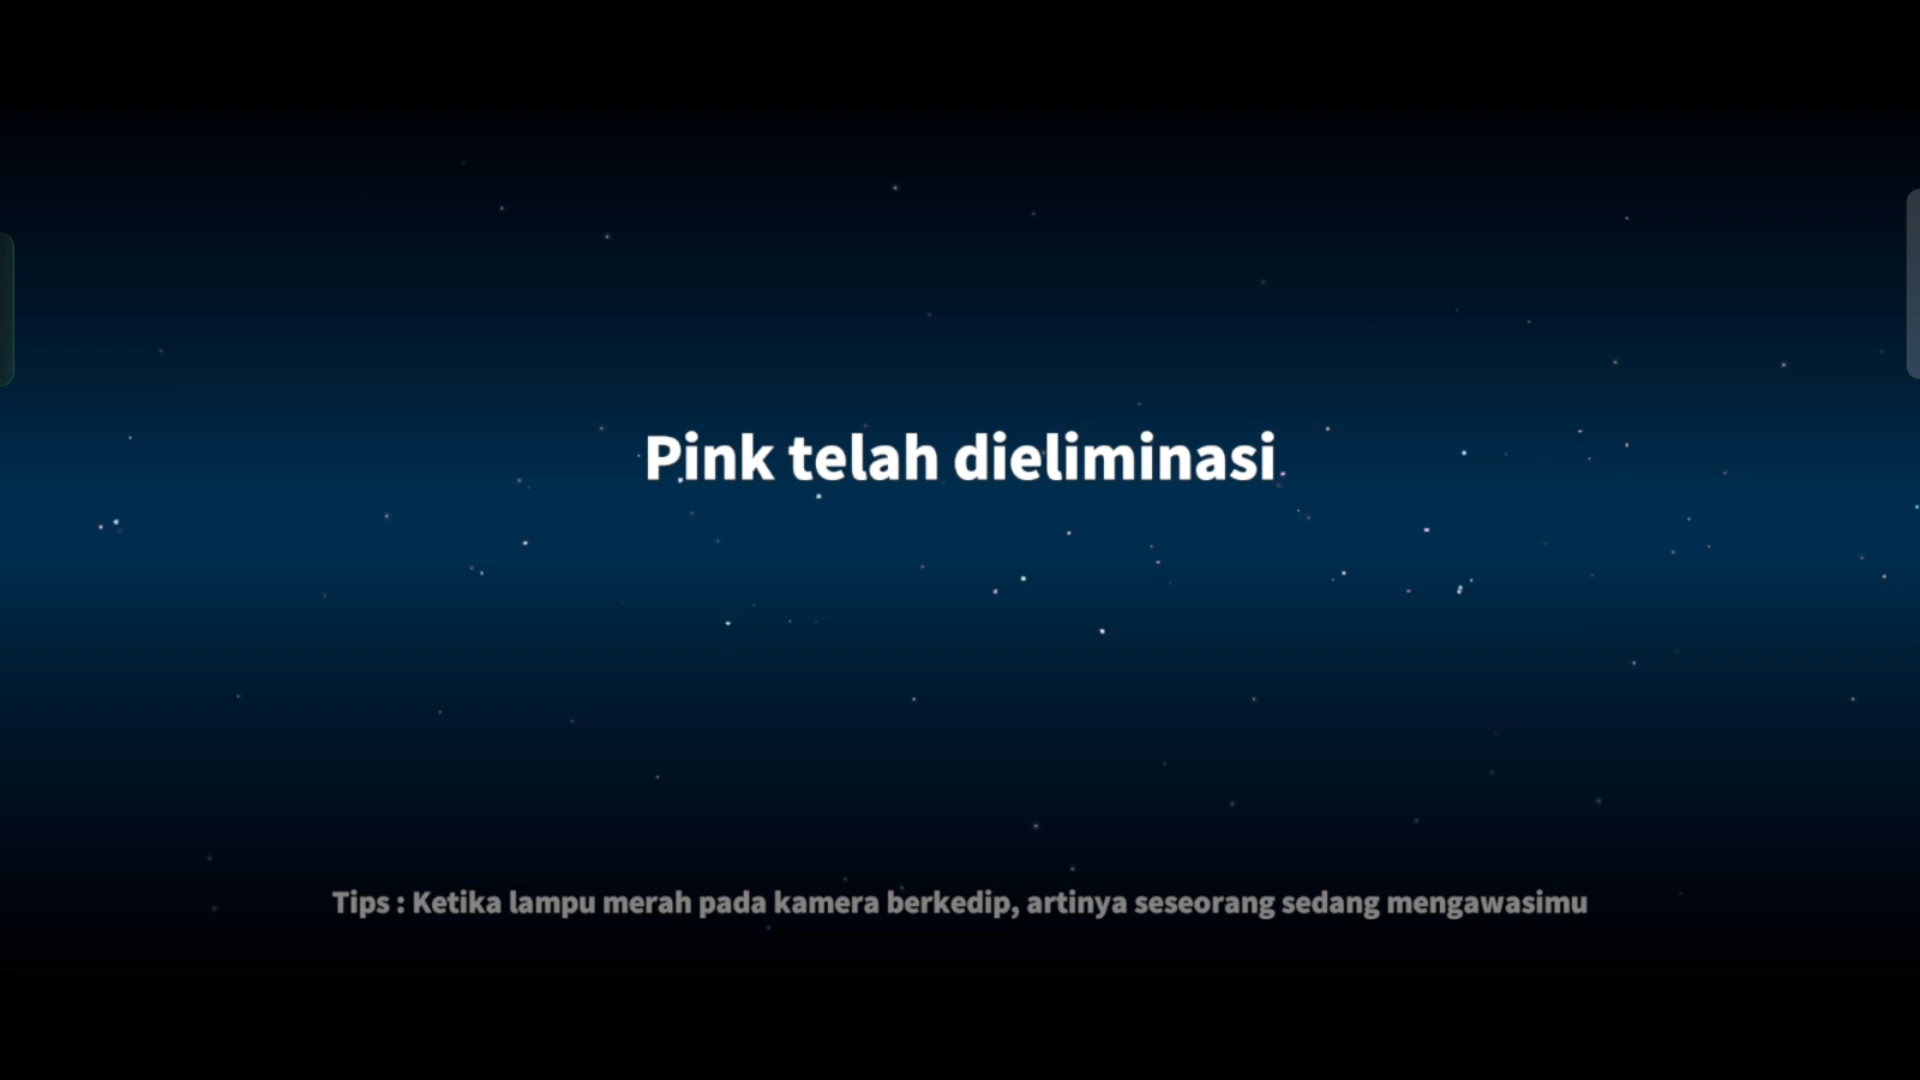 Pink telah dieliminasi
Tips : Ketika lampu merah pada kamera berkedip, artinya seseorang sedang mengawasimu